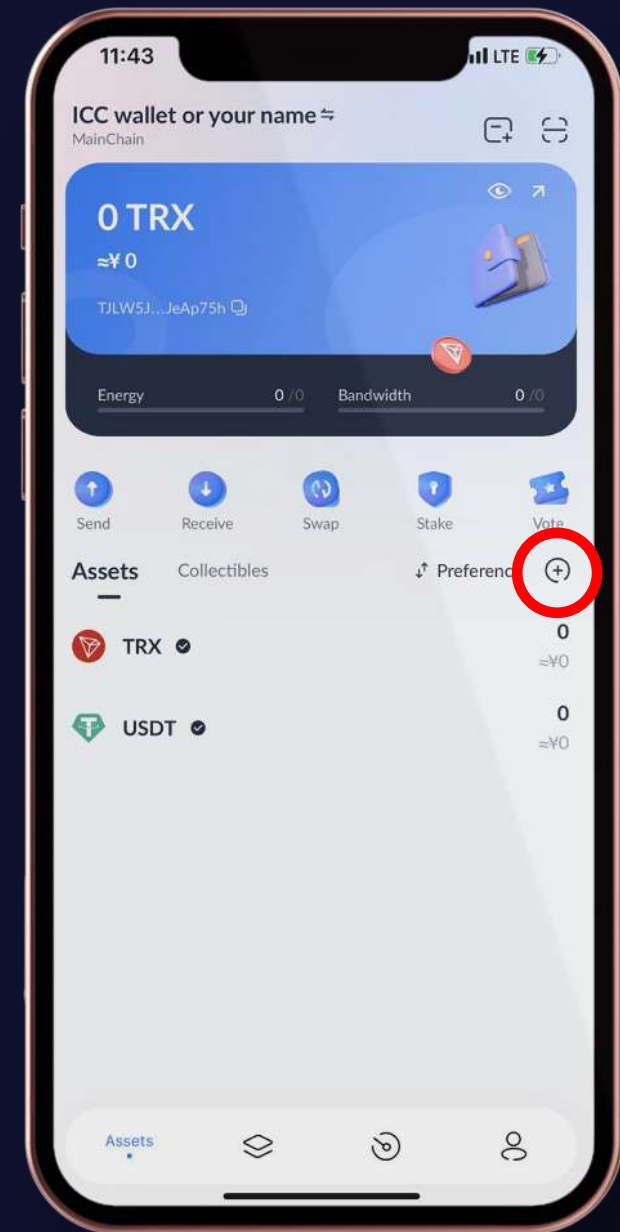 11:43 LTE
ICC wallet or your name
MainChain
0 TRX
≈¥ 0
TJLW5J...JeAp75h
Energy 0 /0 Bandwidth 0 /0
Send Receive Swap Stake Vote
Assets Collectibles Preferenc
TRX 0
≈¥0
USDT 0
≈¥0
Assets